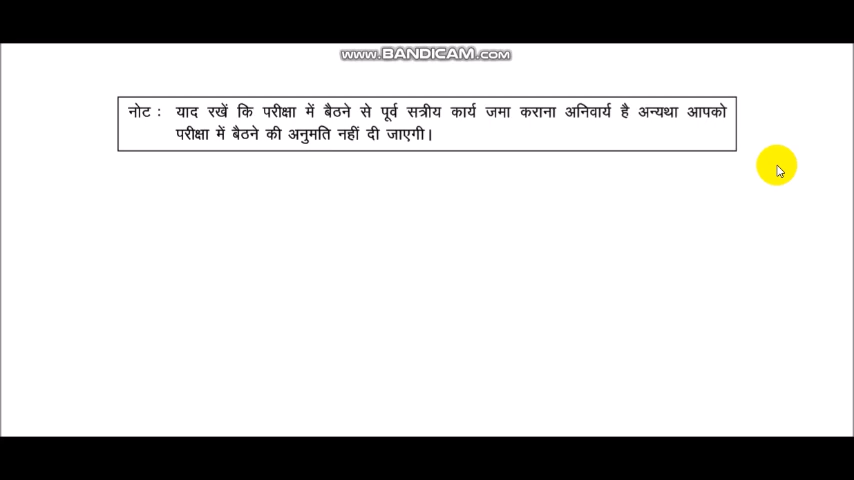 www.BANDICAM.com
नोट : याद रखें कि परीक्षा में बैठने से पूर्व सत्रीय कार्य जमा कराना अनिवार्य है अन्यथा आपको
परीक्षा में बैठने की अनुमति नहीं दी जाएगी।